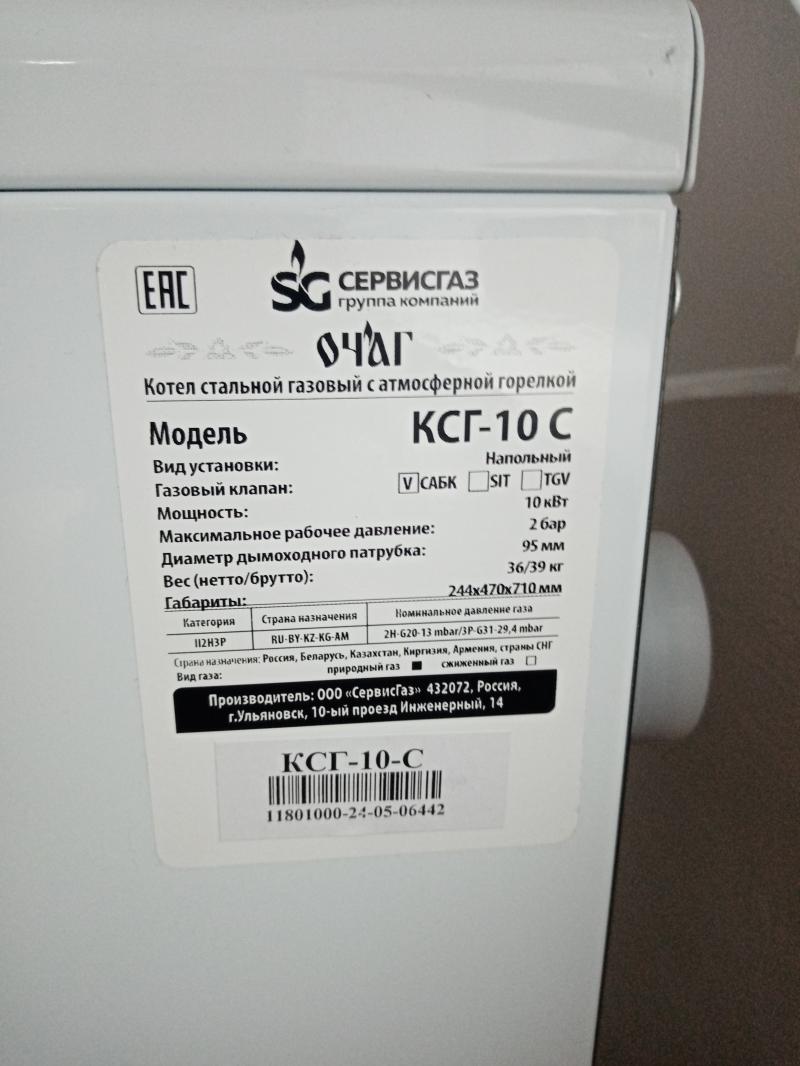 EAC
SG СЕРВИСГАЗ
группа компаний
ОЧАГ
Котел стальной газовый с атмосферной горелкой
Модель КСГ-10 С
Вид установки: Напольный
Газовый клапан: V САБК SIT TGV
Мощность: 10 кВт
Максимальное рабочее давление: 2 бар
Диаметр дымоходного патрубка: 95 мм
Вес (нетто/брутто): 36/39 кг
Габариты: 244х470х710 мм
Категория Страна назначения Номинальное давление газа
II2H3P RU-BY-KZ-KG-AM 2H-G20-13 mbar/3P-G31-29,4 mbar
Страна назначения: Россия, Беларусь, Казахстан, Киргизия, Армения, страны СНГ
Вид газа: природный газ сжиженный газ
Производитель: ООО «СервисГаз» 432072, Россия,
г.Ульяновск, 10-ый проезд Инженерный, 14
КСГ-10-С
11801000-24-05-06442